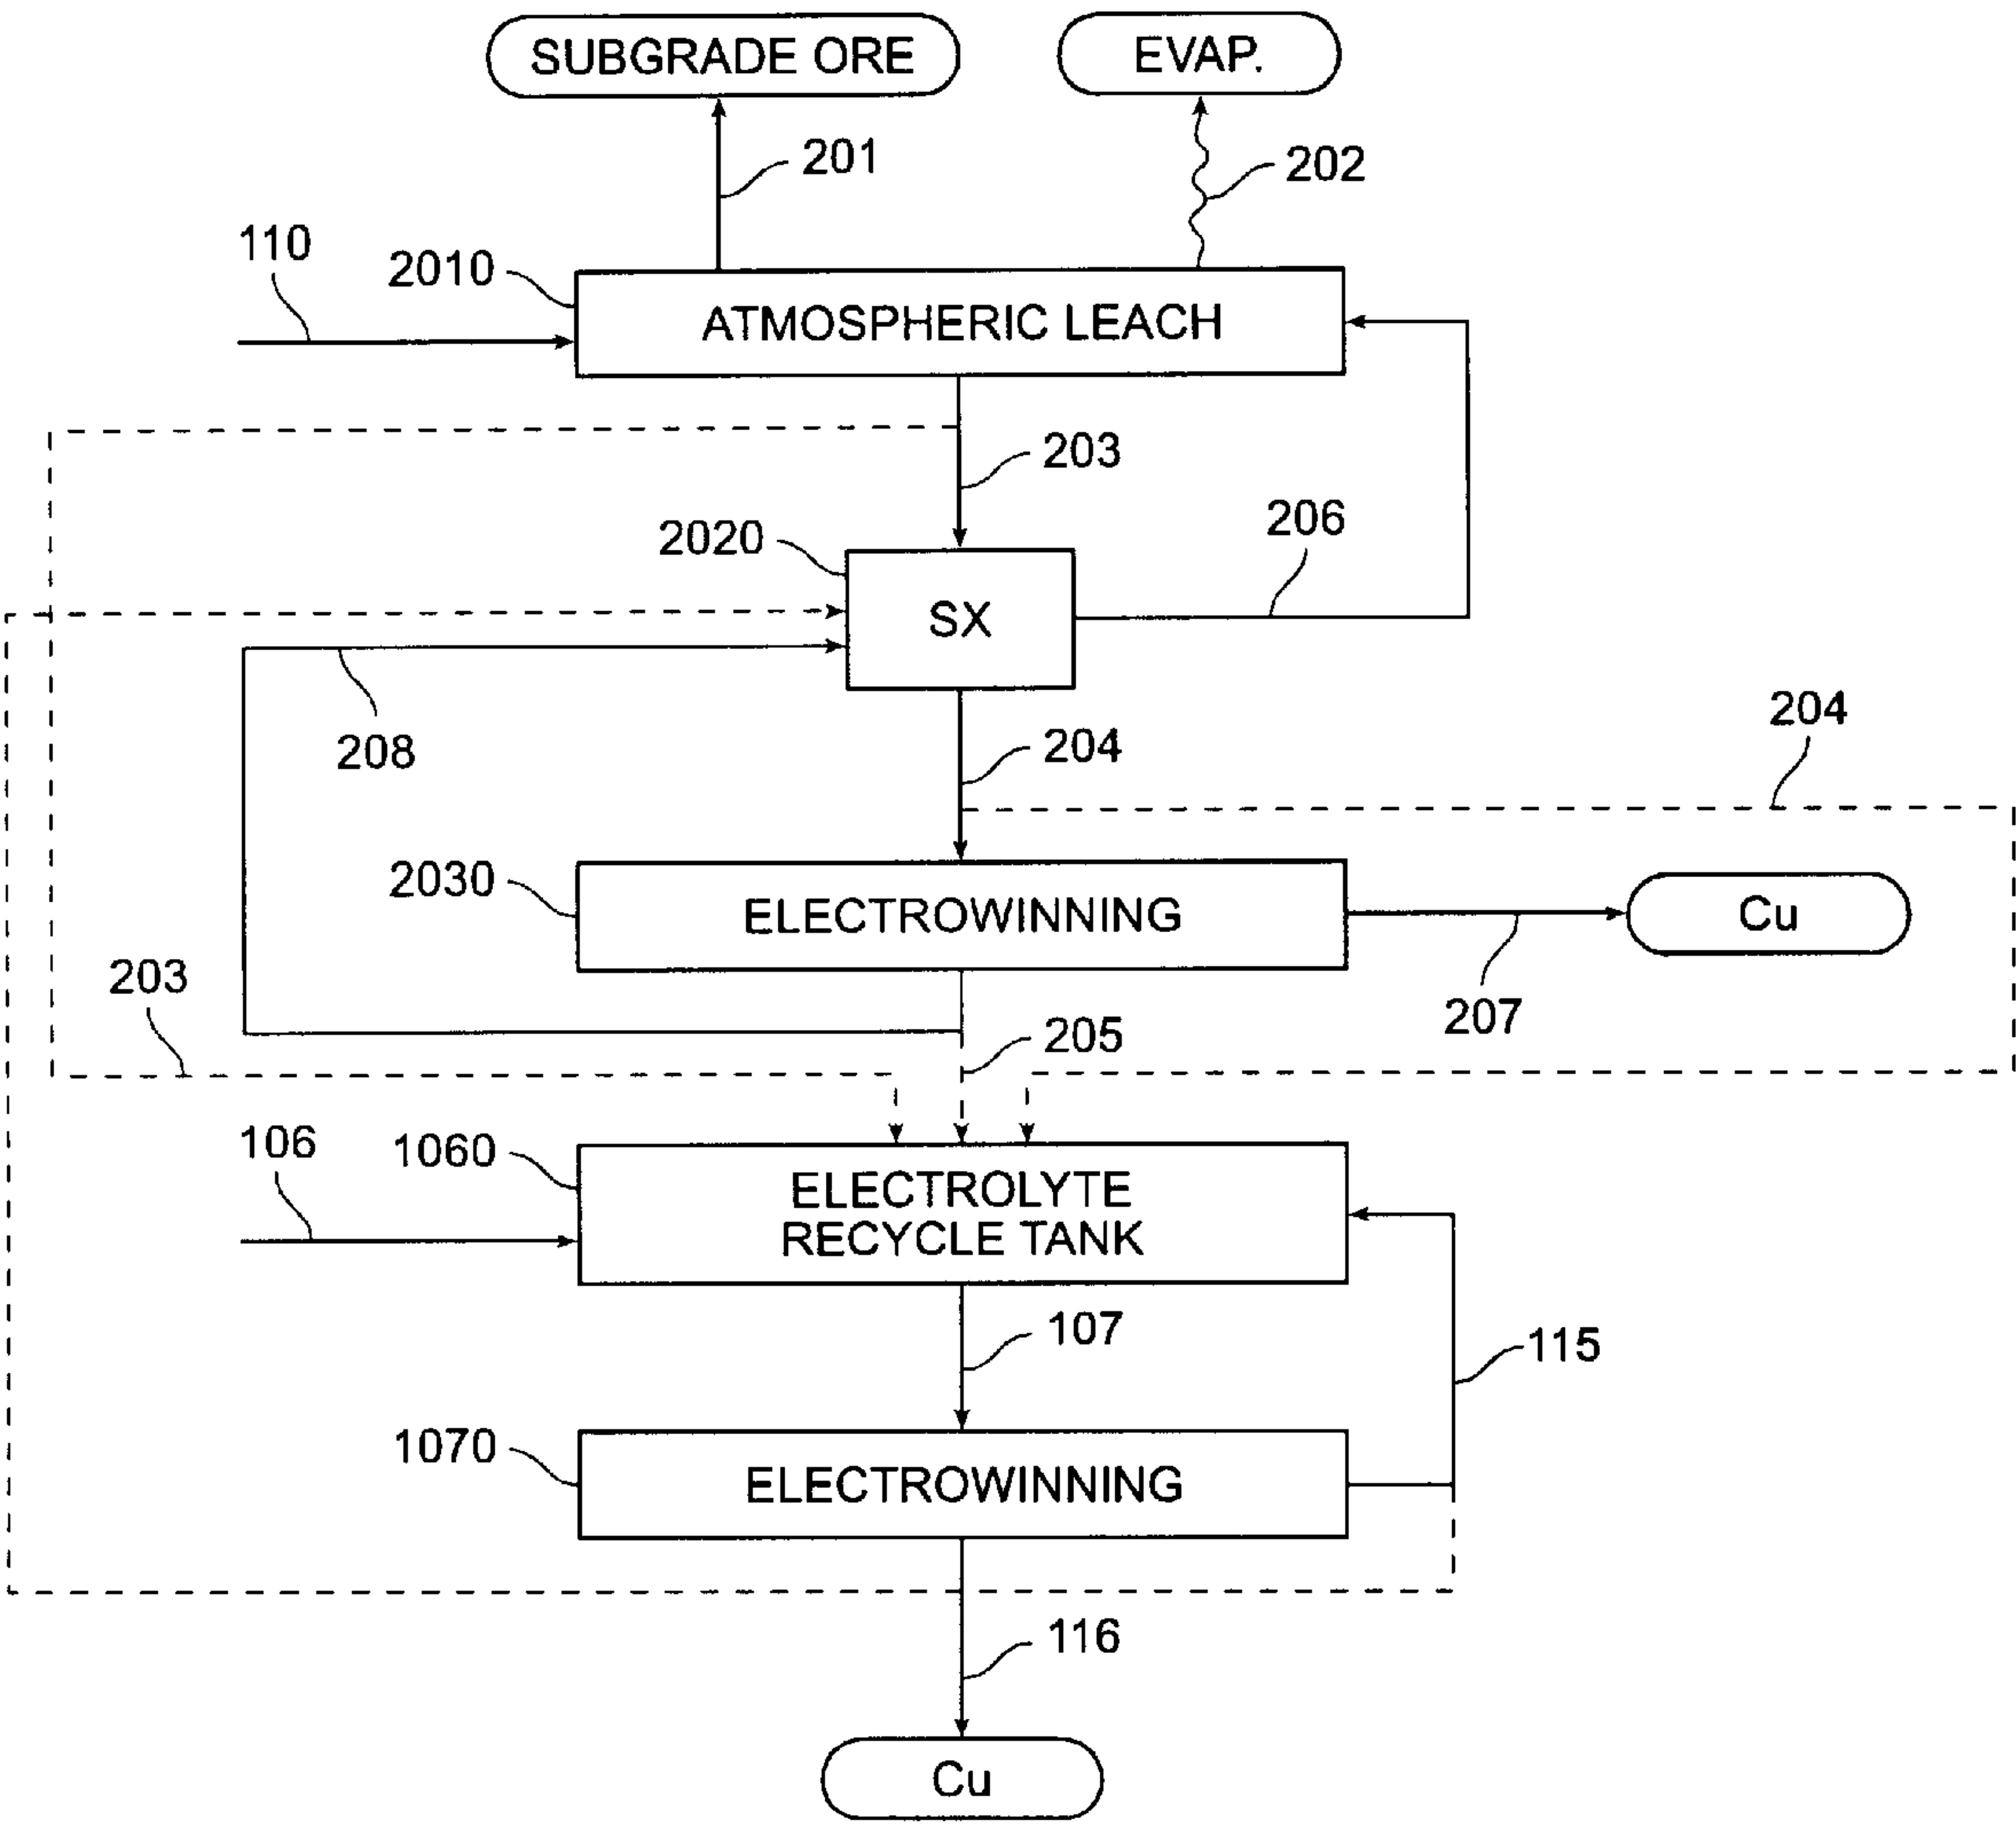 SUBGRADE ORE
EVAP.
201
202
110
2010
ATMOSPHERIC LEACH
203
2020
206
SX
208
204
204
2030
ELECTROWINNING
Cu
203
207
205
106
1060
ELECTROLYTE
RECYCLE TANK
107
115
1070
ELECTROWINNING
116
Cu